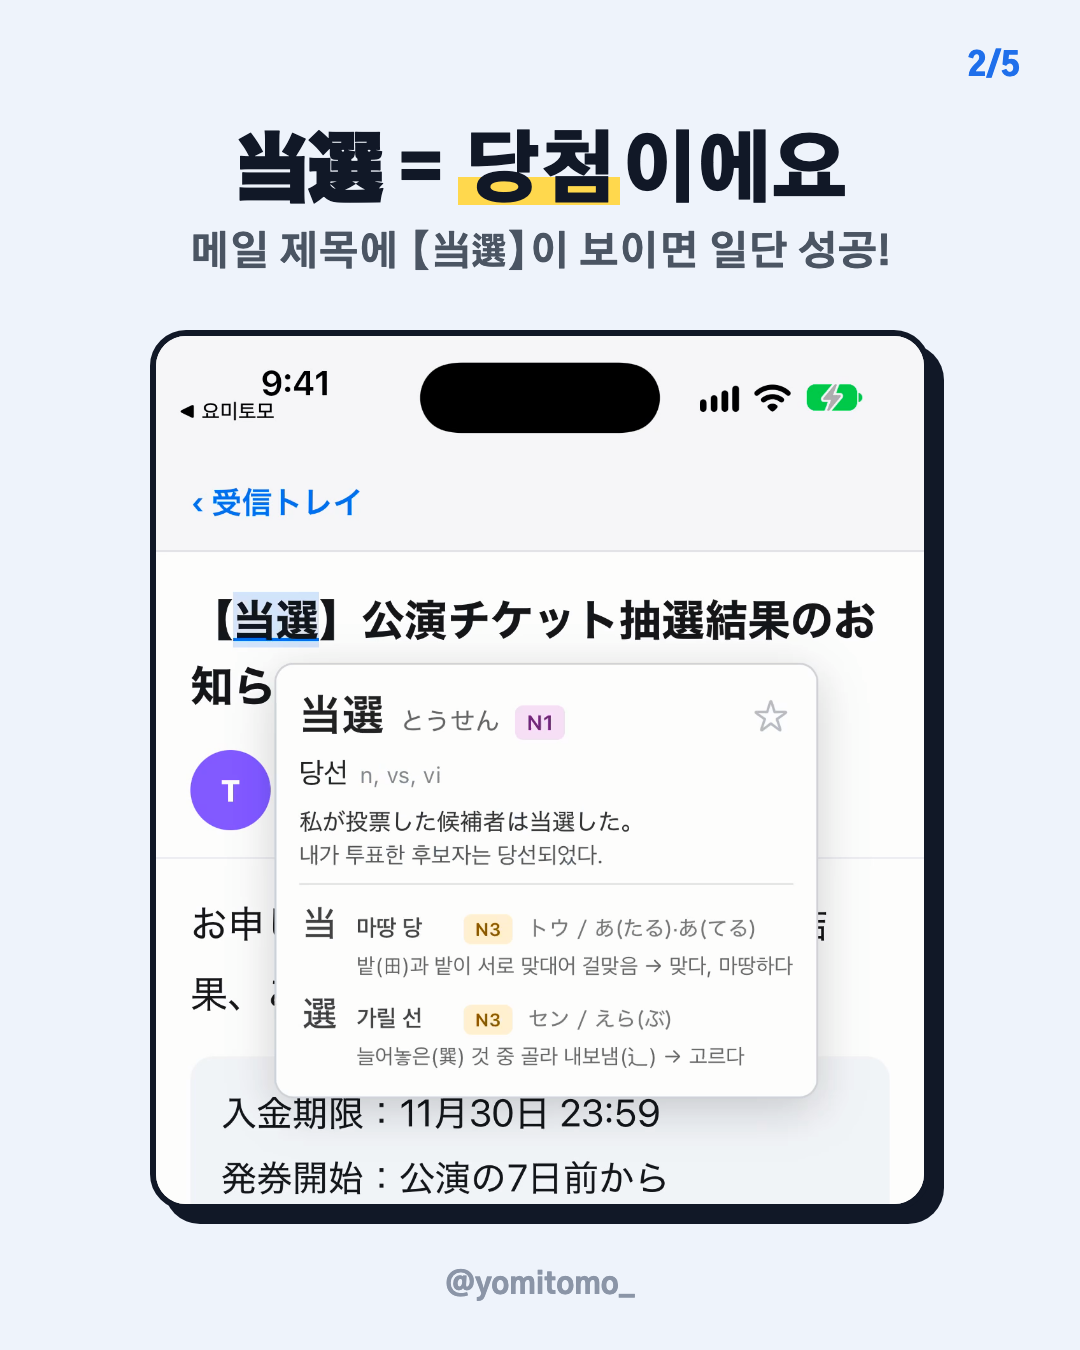 2/5
当選 = 당첨이에요
메일 제목에 【当選】이 보이면 일단 성공!
9:41
◀ 요미토모
‹ 受信トレイ
【当選】公演チケット抽選結果のお
知ら
当選 とうせん N1
당선 n, vs, vi
T
私が投票した候補者は当選した。
내가 투표한 후보자는 당선되었다.
お申
当 마땅 당 N3 トウ / あ(たる)·あ(てる)
밭(田)과 밭이 서로 맞대어 걸맞음 → 맞다, 마땅하다
果、
選 가릴 선 N3 セン / えら(ぶ)
늘어놓은(巽) 것 중 골라 내보냄(辶) → 고르다
入金期限：11月30日 23:59
発券開始：公演の7日前から
@yomitomo_